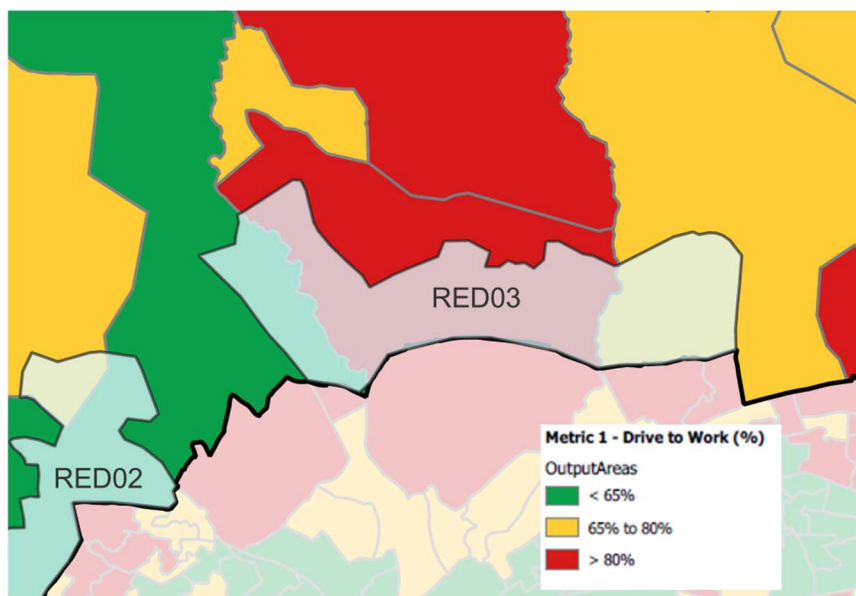 RED03
RED02
Metric 1 - Drive to Work (%)
OutputAreas
< 65%
65% to 80%
> 80%